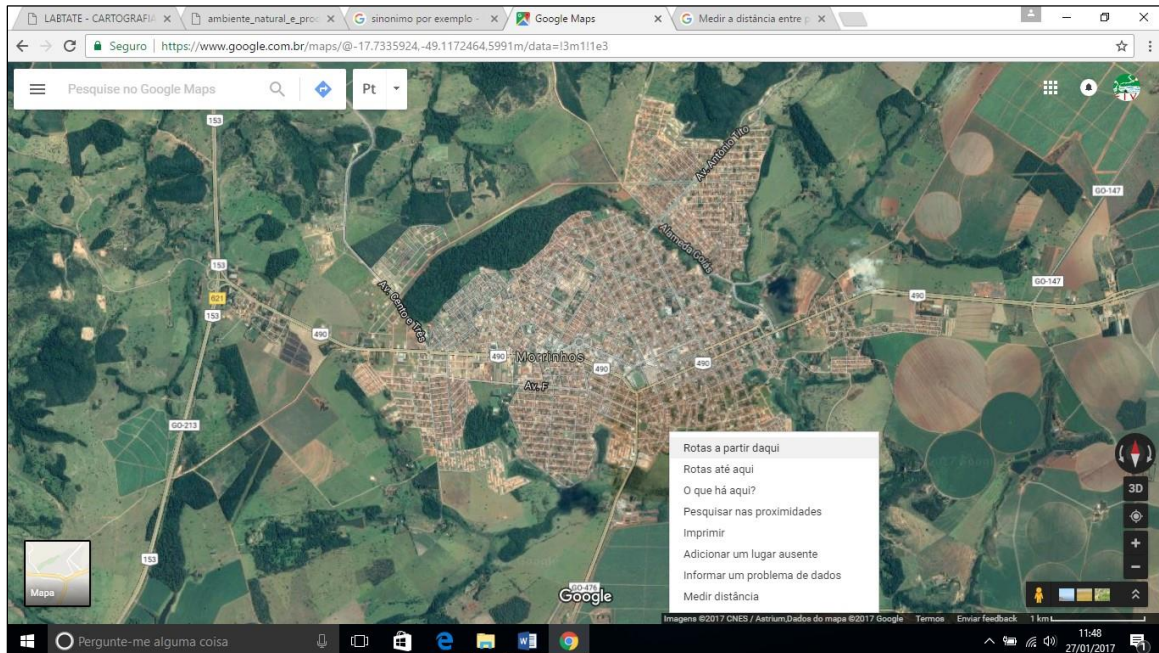 LABTATE - CARTOGRAFIA
ambiente_natural_e_proc
sinonimo por exemplo -
Google Maps
Medir a distância entre p
Seguro
https://www.google.com.br/maps/@-17.7335924,-49.1172464,5991m/data=!3m1!1e3
Pesquise no Google Maps
Pt
153
Av. Antônio Tito
GO-147
Alameda Goiás
153
GO-147
621
490
153
Av. Cento e Três
490
490
Morrinhos
490
490
Av. F
GO-213
Rotas a partir daqui
Rotas até aqui
O que há aqui?
Pesquisar nas proximidades
Imprimir
Adicionar um lugar ausente
Informar um problema de dados
Medir distância
3D
153
Mapa
GO-476
Google
Imagens ©2017 CNES / Astrium,Dados do mapa ©2017 Google Termos Enviar feedback 1 km
Pergunte-me alguma coisa
11:48
27/01/2017